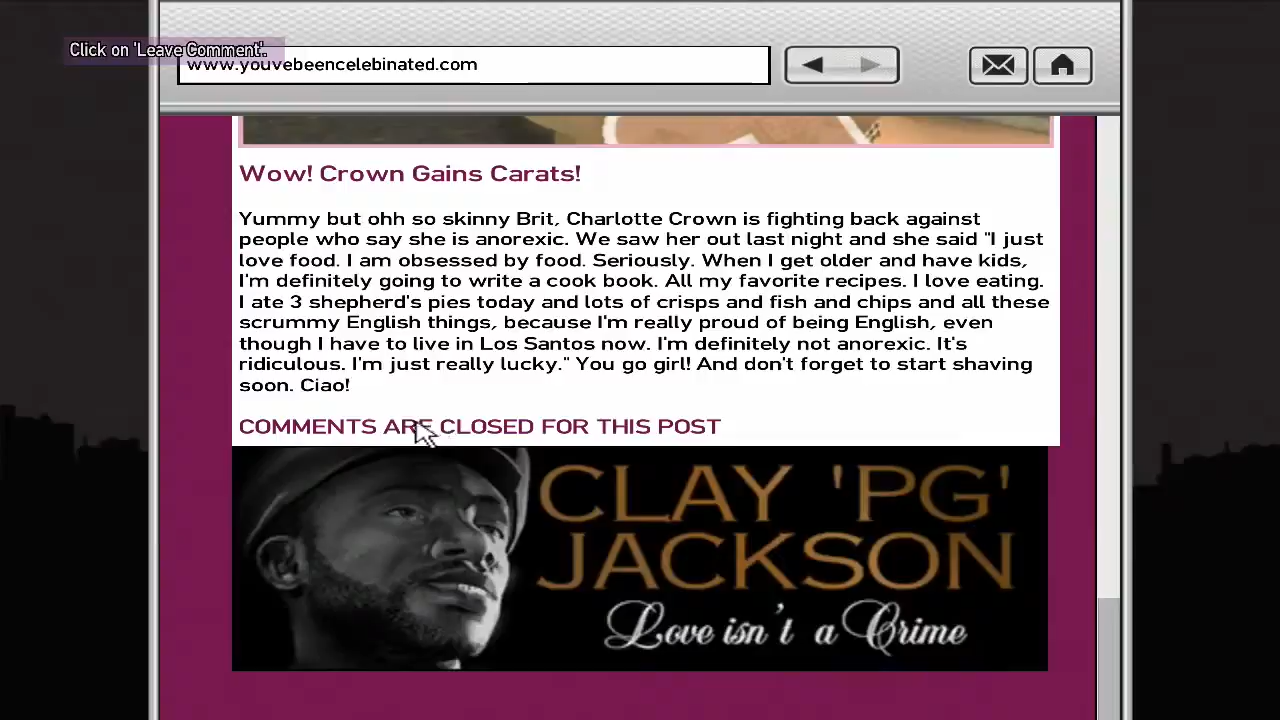 Click on 'Leave Comment'.
www.youvebeencelebinated.com
Wow! Crown Gains Carats!
Yummy but ohh so skinny Brit, Charlotte Crown is fighting back against
people who say she is anorexic. We saw her out last night and she said "I just
love food. I am obsessed by food. Seriously. When I get older and have kids,
I'm definitely going to write a cook book. All my favorite recipes. I love eating.
I ate 3 shepherd's pies today and lots of crisps and fish and chips and all these
scrummy English things, because I'm really proud of being English, even
though I have to live in Los Santos now. I'm definitely not anorexic. It's
ridiculous. I'm just really lucky." You go girl! And don't forget to start shaving
soon. Ciao!
COMMENTS ARE CLOSED FOR THIS POST
CLAY 'PG'
JACKSON
Love isn't a Crime